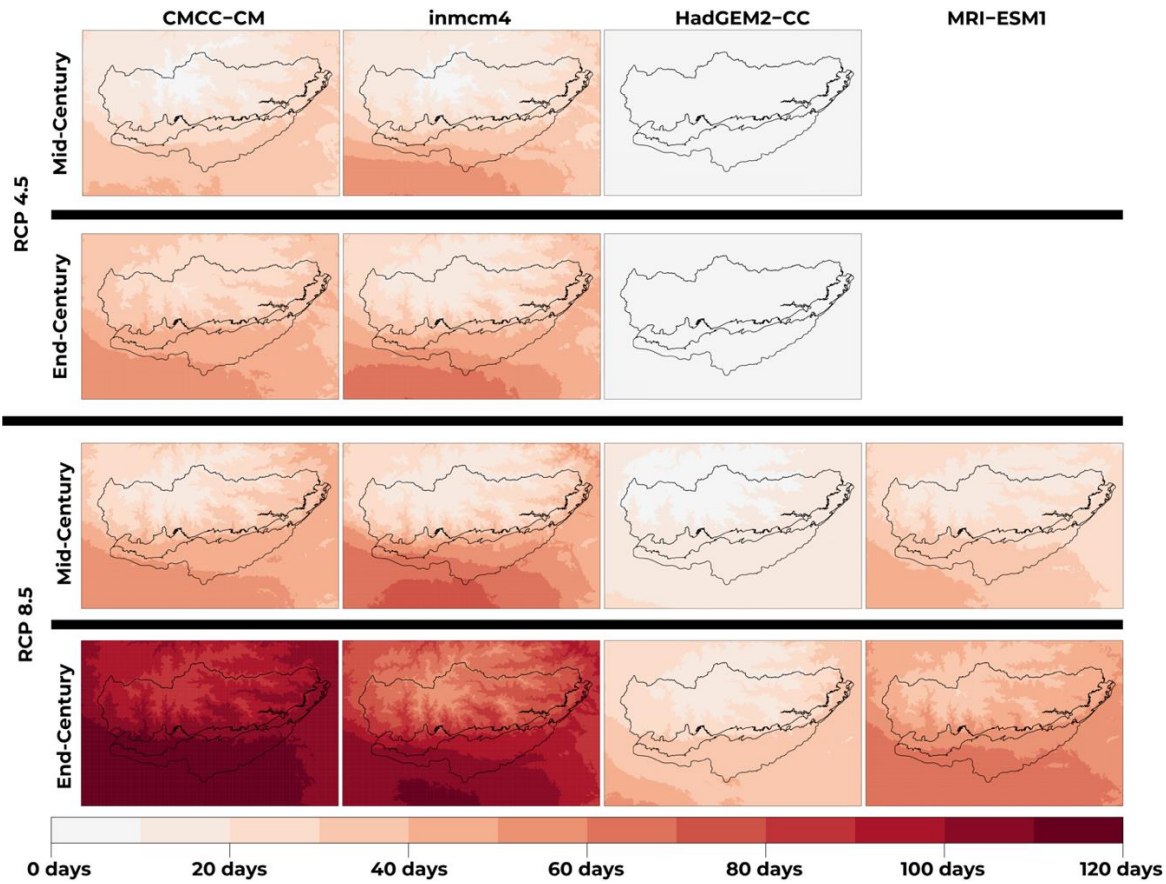 CMCC−CM
inmcm4
HadGEM2−CC
MRI−ESM1
RCP 4.5
Mid-Century
End-Century
RCP 8.5
Mid-Century
End-Century
0 days
20 days
40 days
60 days
80 days
100 days
120 days